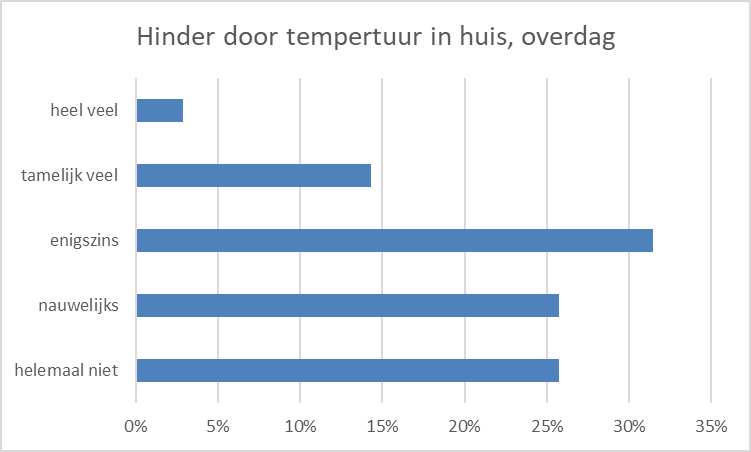 Hinder door tempertuur in huis, overdag
heel veel
tamelijk veel
enigszins
nauwelijks
helemaal niet
0% 5% 10% 15% 20% 25% 30% 35%